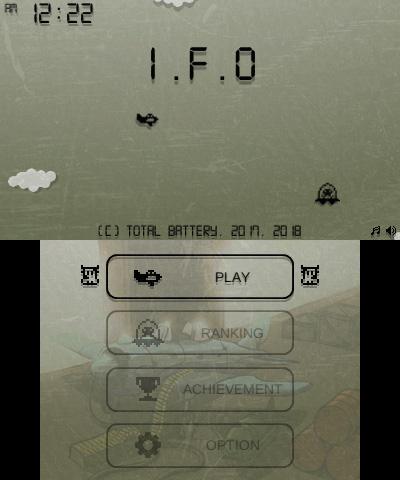 AM 12:22
I.F.O
(C) TOTAL BATTERY. 2017. 2018
PLAY
RANKING
ACHIEVEMENT
OPTION